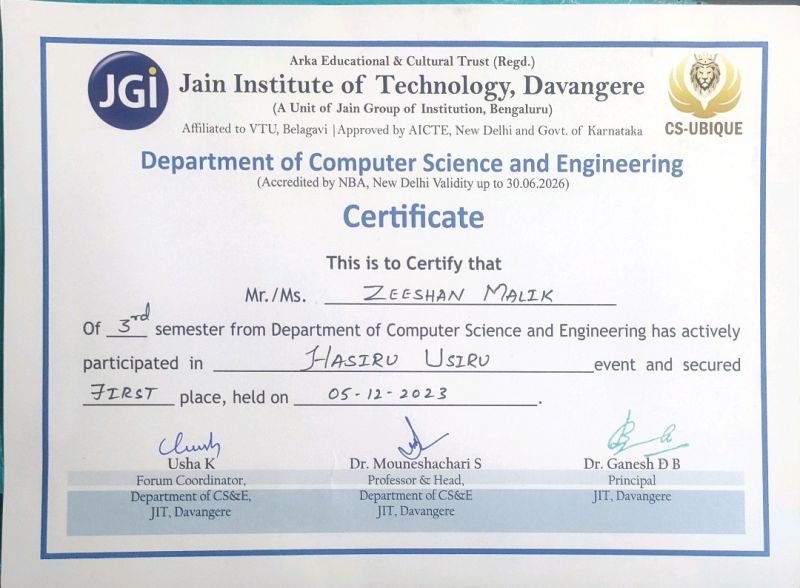 JGi
Arka Educational & Cultural Trust (Regd.)
Jain Institute of Technology, Davangere
(A Unit of Jain Group of Institution, Bengaluru)
Affiliated to VTU, Belagavi | Approved by AICTE, New Delhi and Govt. of Karnataka
CS-UBIQUE
Department of Computer Science and Engineering
(Accredited by NBA, New Delhi Validity up to 30.06.2026)
Certificate
This is to Certify that
Mr./Ms. ZEESHAN MALIK
Of 3rd semester from Department of Computer Science and Engineering has actively
participated in HASIRU USIRU event and secured
FIRST place, held on 05-12-2023.
Usha K
Forum Coordinator,
Department of CS&E,
JIT, Davangere
Dr. Mouneshachari S
Professor & Head,
Department of CS&E
JIT, Davangere
Dr. Ganesh D B
Principal
JIT, Davangere